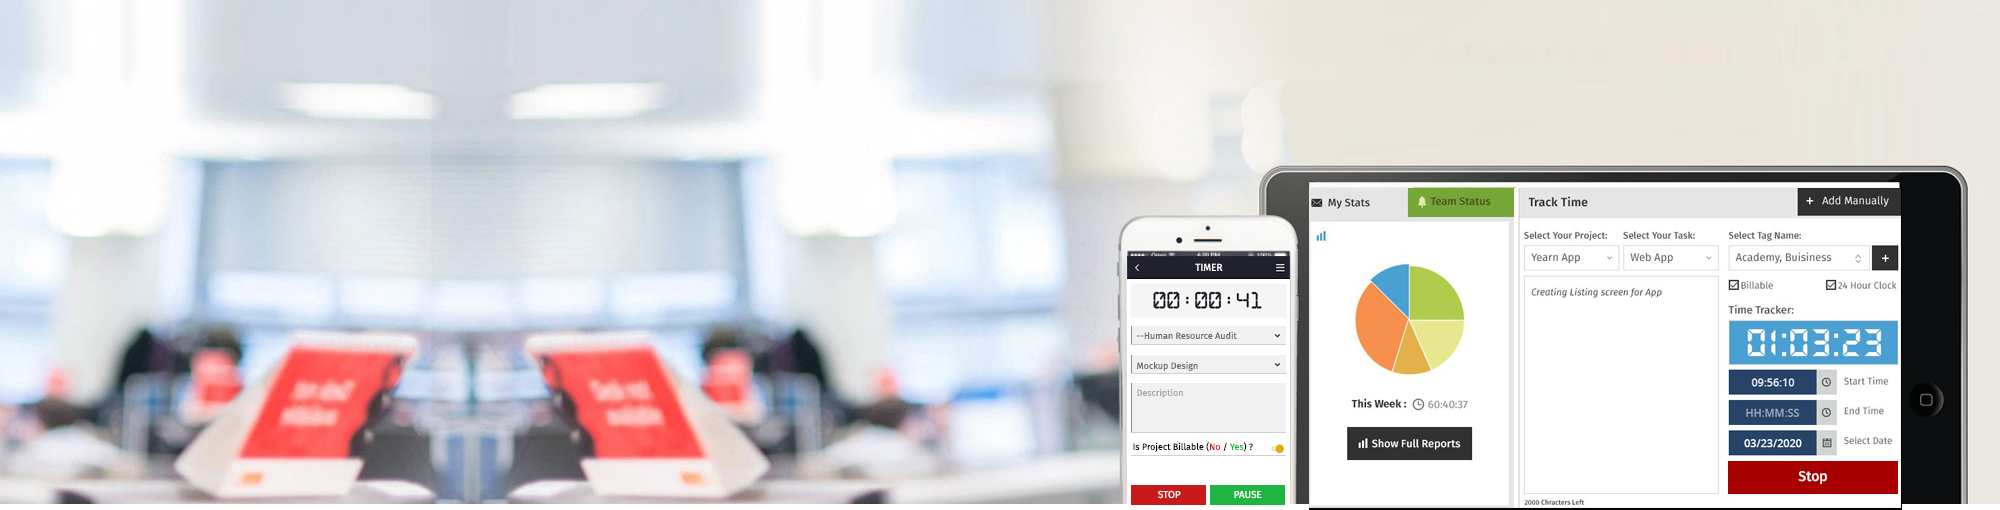 TIMER
00:00:41
--Human Resource Audit
Mockup Design
Description
Is Project Billable (No / Yes) ?
STOP PAUSE
My Stats
Team Status
This Week : 60:40:37
Show Full Reports
Track Time
+ Add Manually
Select Your Project: Select Your Task:
Yearn App Web App
Creating Listing screen for App
2000 Chracters Left
Select Tag Name:
Academy, Buisiness +
Billable 24 Hour Clock
Time Tracker:
01:03:23
09:56:10 Start Time
HH:MM:SS End Time
03/23/2020 Select Date
Stop